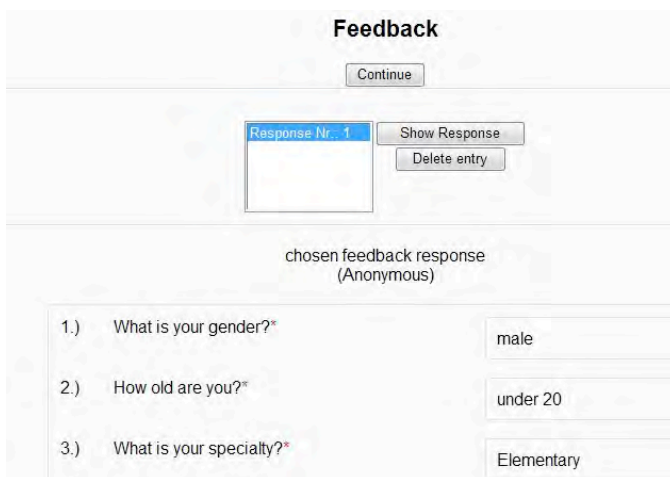 Feedback
Continue
Response Nr.: 1
Show Response
Delete entry
chosen feedback response
(Anonymous)
1.) What is your gender?* male
2.) How old are you?* under 20
3.) What is your specialty?* Elementary